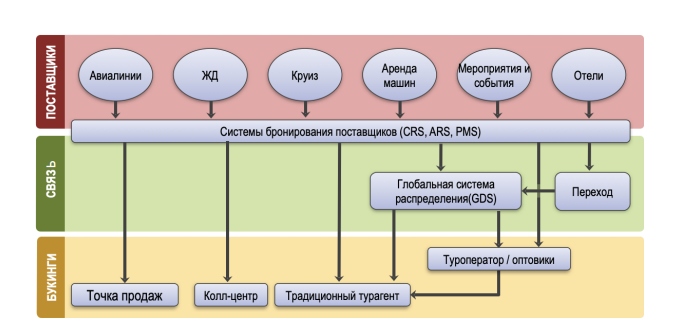 ПОСТАВЩИКИ
Авиалинии
ЖД
Круиз
Аренда
машин
Мероприятия и
события
Отели
Системы бронирования поставщиков (CRS, ARS, PMS)
СВЯЗЬ
Глобальная система
распределения(GDS)
Переход
БУКИНГИ
Туроператор / оптовики
Точка продаж
Колл-центр
Традиционный турагент